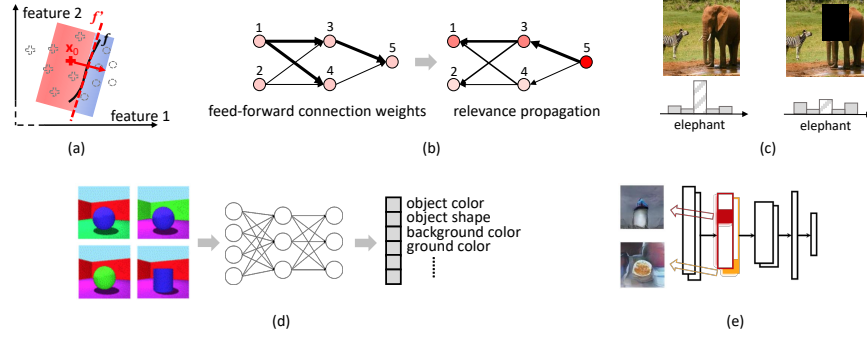 feature 2
f'
f
x0
feature 1
(a)
1
3
5
2
4
feed-forward connection weights
1
3
5
2
4
relevance propagation
(b)
elephant
elephant
(c)
object color
object shape
background color
ground color
(d)
(e)